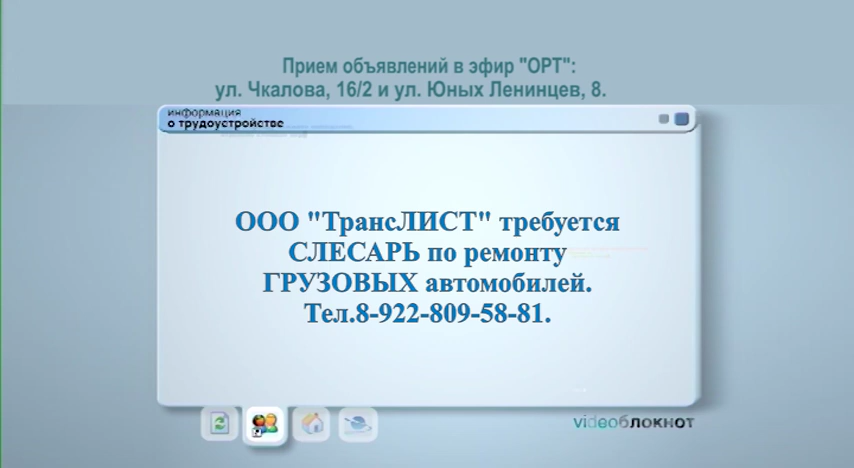 Прием объявлений в эфир "ОРТ":
ул. Чкалова, 16/2 и ул. Юных Ленинцев, 8.
информация
о трудоустройстве
ООО "ТрансЛИСТ" требуется
СЛЕСАРЬ по ремонту
ГРУЗОВЫХ автомобилей.
Тел.8-922-809-58-81.
videoблокнот